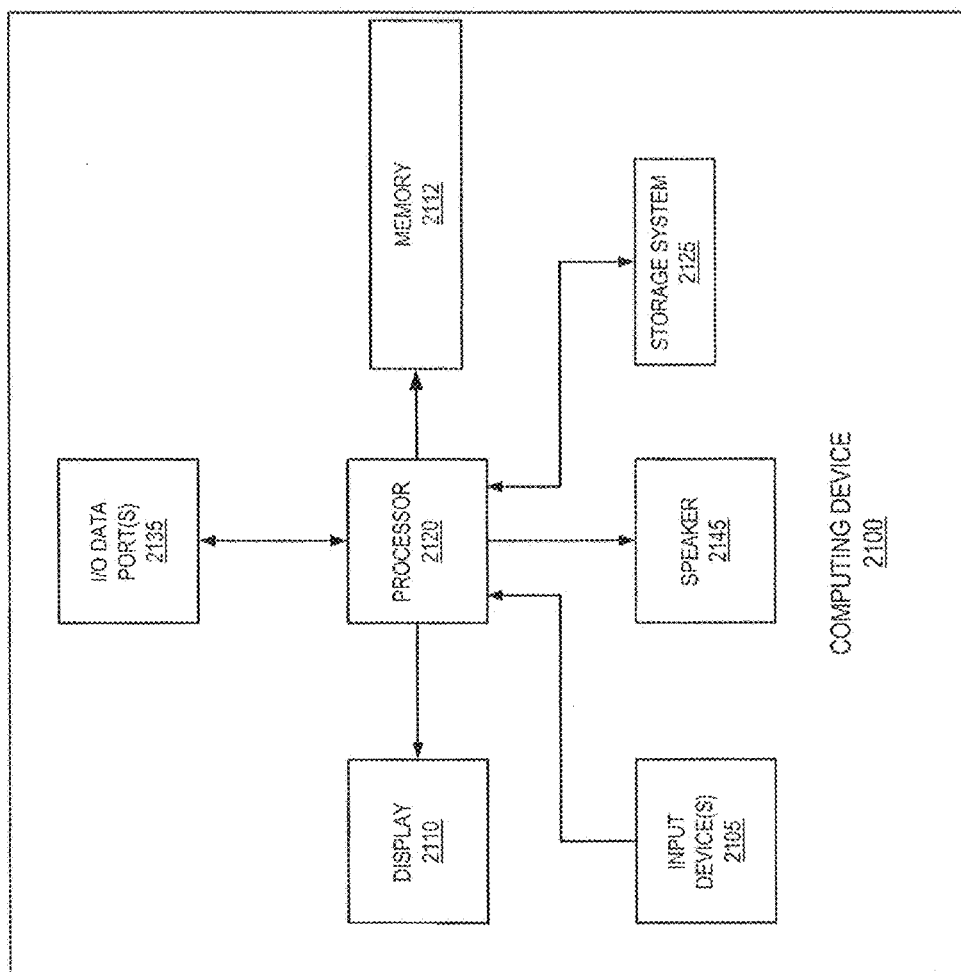 I/O DATA
PORT(S)
2135
DISPLAY
2110
PROCESSOR
2120
MEMORY
2112
INPUT
DEVICE(S)
2105
SPEAKER
2145
STORAGE SYSTEM
2125
COMPUTING DEVICE
2100